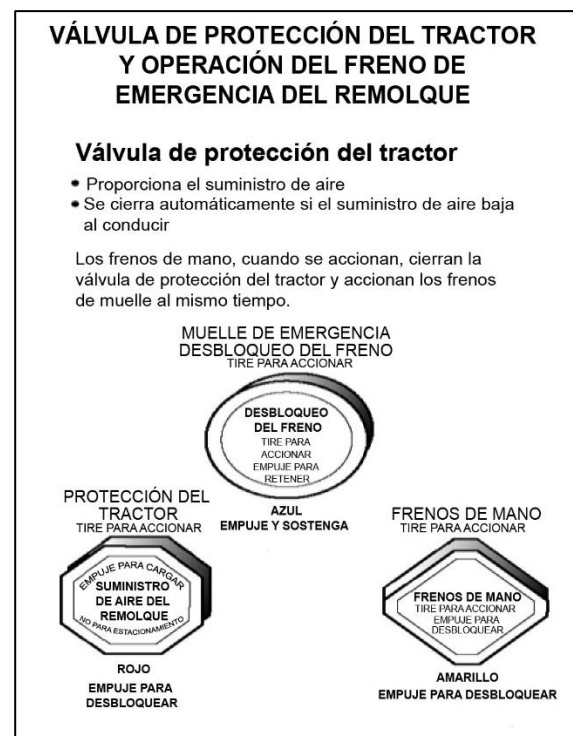 VÁLVULA DE PROTECCIÓN DEL TRACTOR
Y OPERACIÓN DEL FRENO DE
EMERGENCIA DEL REMOLQUE
Válvula de protección del tractor
• Proporciona el suministro de aire
• Se cierra automáticamente si el suministro de aire baja
al conducir
Los frenos de mano, cuando se accionan, cierran la
válvula de protección del tractor y accionan los frenos
de muelle al mismo tiempo.
MUELLE DE EMERGENCIA
DESBLOQUEO DEL FRENO
TIRE PARA ACCIONAR
DESBLOQUEO
DEL FRENO
TIRE PARA
ACCIONAR
EMPUJE PARA
RETENER
AZUL
EMPUJE Y SOSTENGA
PROTECCIÓN DEL
TRACTOR
TIRE PARA ACCIONAR
EMPUJE PARA CARGAR
SUMINISTRO
DE AIRE DEL
REMOLQUE
NO PARA ESTACIONAMIENTO
ROJO
EMPUJE PARA
DESBLOQUEAR
FRENOS DE MANO
TIRE PARA ACCIONAR
FRENOS DE MANO
TIRE PARA ACCIONAR
EMPUJE PARA
DESBLOQUEAR
AMARILLO
EMPUJE PARA DESBLOQUEAR